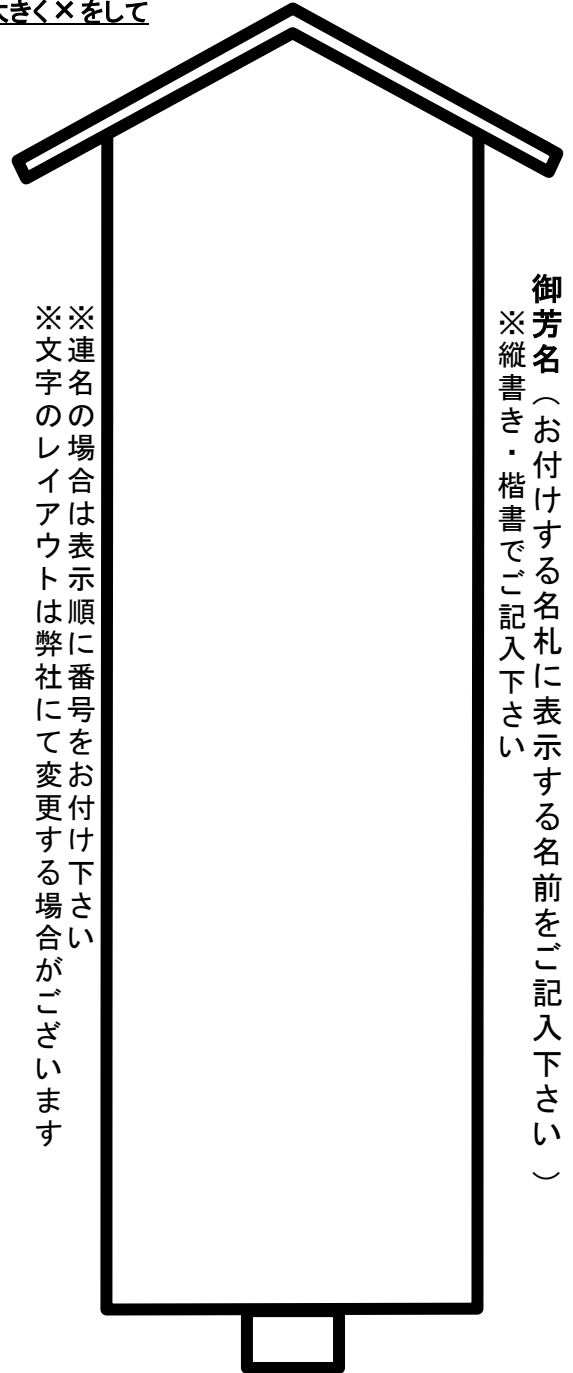 きく×をして
御芳名（お付けする名札に表示する名前をご記入下さい）
※縦書き・楷書でご記入下さい
※連名の場合は表示順に番号をお付け下さい
※文字のレイアウトは弊社にて変更する場合がございます